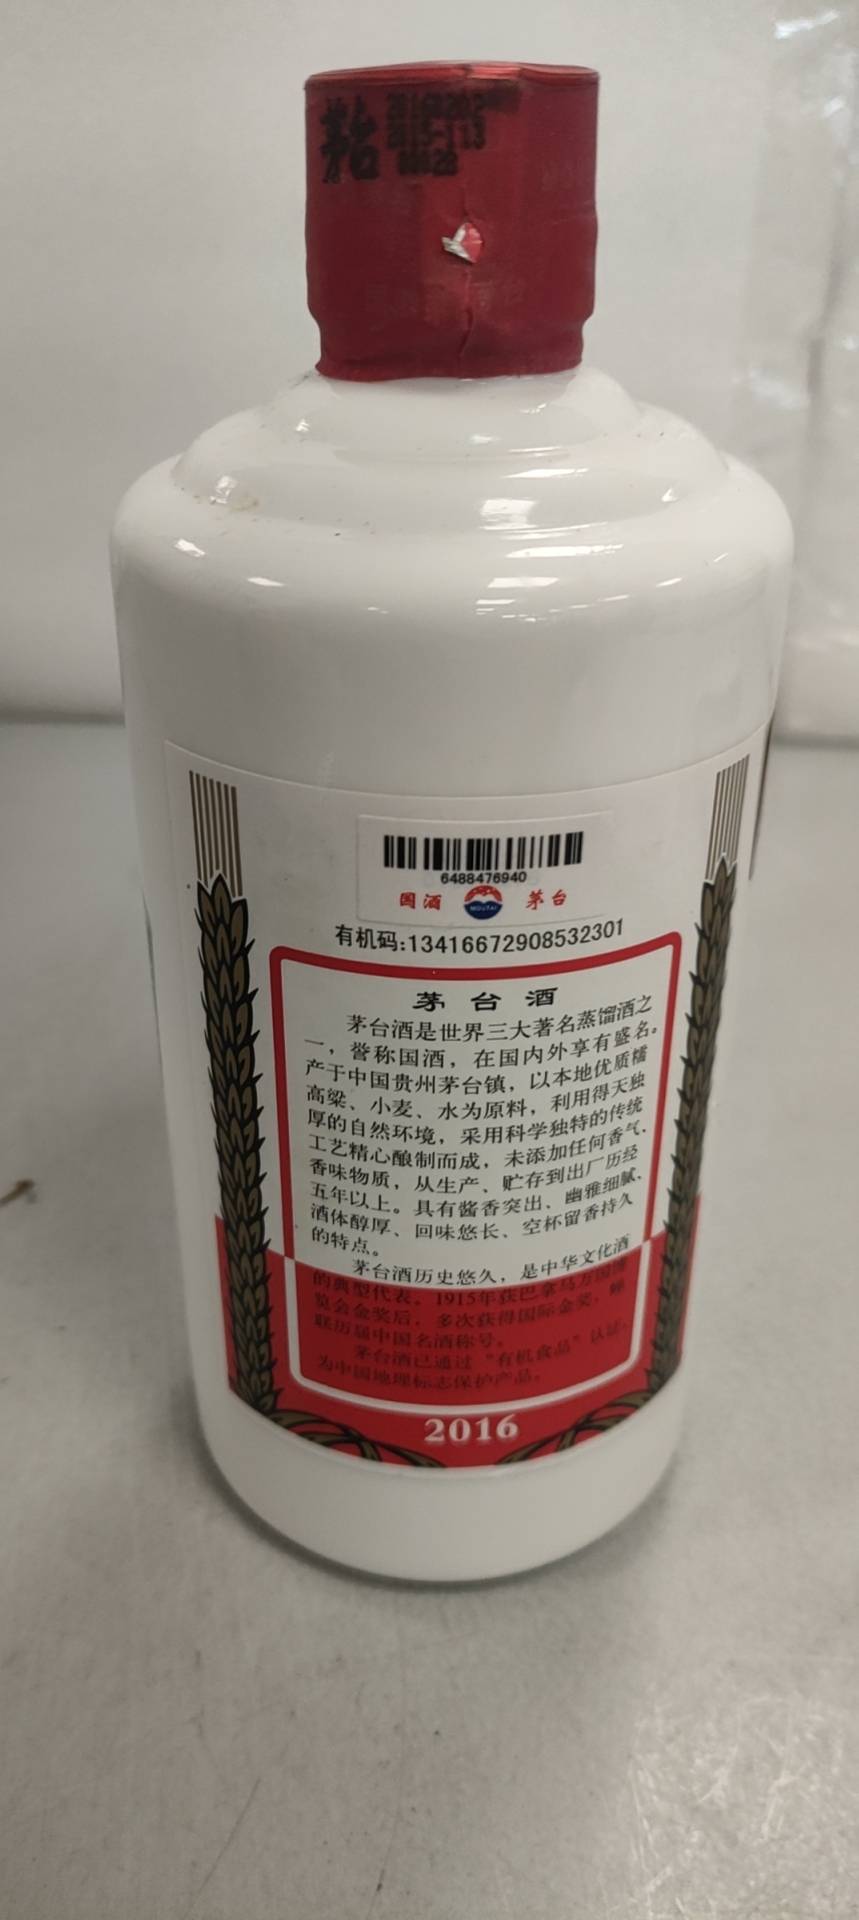 茅台
6488476940
国酒 MOUTAI 茅台
有机码:13416672908532301
茅台酒
茅台酒是世界三大著名蒸馏酒之
一，誉称国酒，在国内外享有盛名。
产于中国贵州茅台镇，以本地优质糯
高粱、小麦、水为原料，利用得天独
厚的自然环境，采用科学独特的传统
工艺精心酿制而成，未添加任何香气、
香味物质，从生产、贮存到出厂历经
五年以上。具有酱香突出、幽雅细腻、
酒体醇厚、回味悠长、空杯留香持久
的特点。
茅台酒历史悠久，是中华文化酒
的典型代表。1915年获巴拿马万国博
览会金奖后，多次获得国际金奖，蝉
联历届中国名酒称号。
茅台酒已通过“有机食品”认证，
为中国地理标志保护产品。
2016